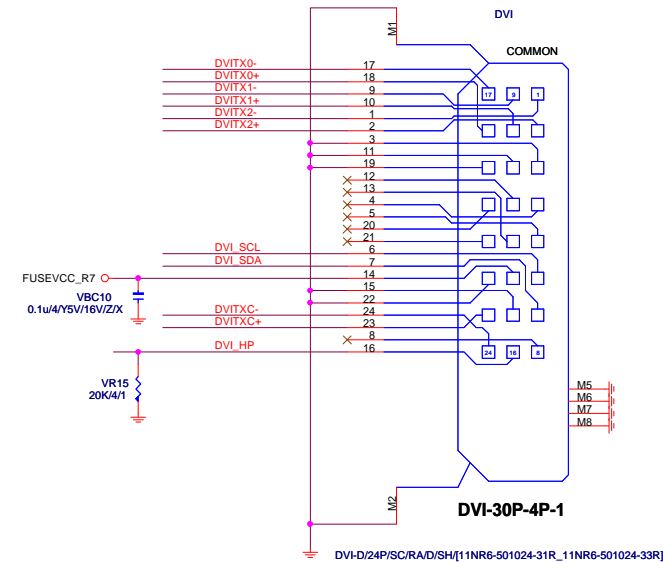 DVI
M1
COMMON
DVITX0- 17
DVITX0+ 18
DVITX1- 9
DVITX1+ 10
DVITX2- 1
DVITX2+ 2
17 9 1
3
11
19
12
13
4
5
20
21
DVI_SCL 6
DVI_SDA 7
FUSEVCC_R7 14
15
VBC10
0.1u/4/Y5V/16V/Z/X
22
DVITXC- 24
DVITXC+ 23
8
DVI_HP 16
24 16 8
VR15
20K/4/1
M5
M6
M7
M8
M2
DVI-30P-4P-1
DVI-D/24P/SC/RA/D/SH/[11NR6-501024-31R_11NR6-501024-33R]